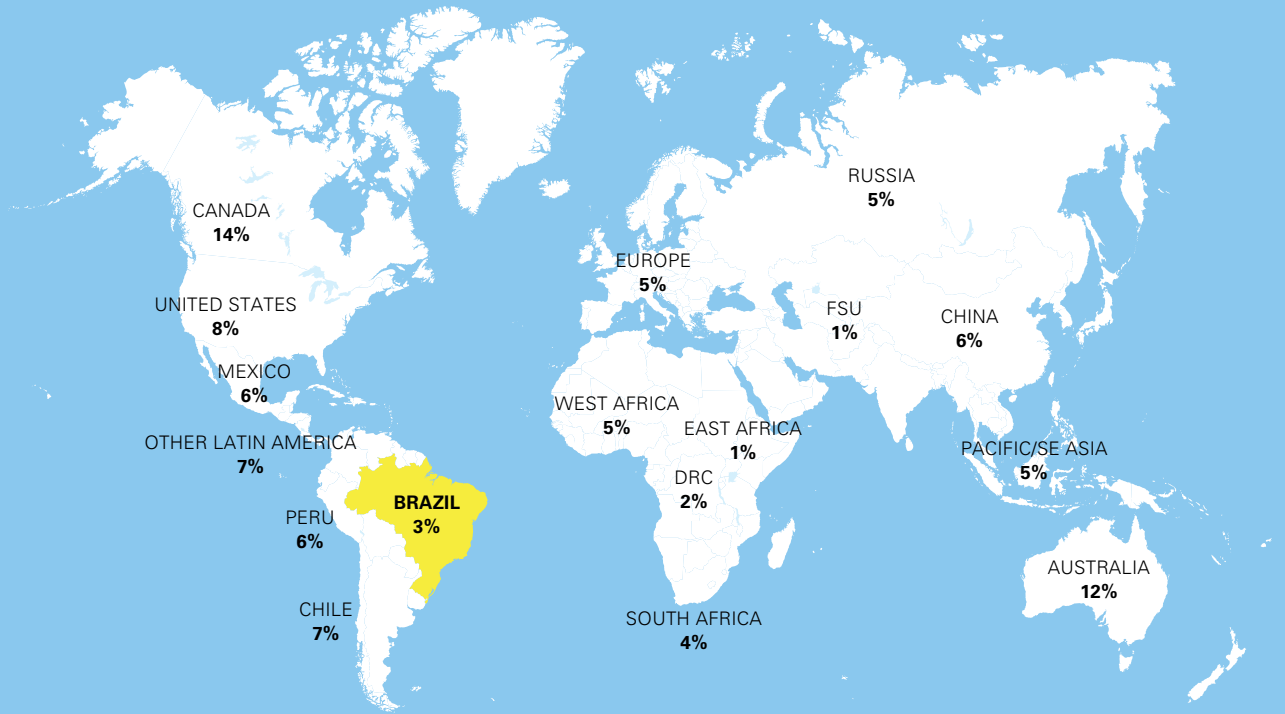 CANADA
14%
UNITED STATES
8%
MEXICO
6%
OTHER LATIN AMERICA
7%
BRAZIL
3%
PERU
6%
CHILE
7%
RUSSIA
5%
EUROPE
5%
FSU
1%
CHINA
6%
WEST AFRICA
5%
EAST AFRICA
1%
DRC
2%
SOUTH AFRICA
4%
PACIFIC/SE ASIA
5%
AUSTRALIA
12%